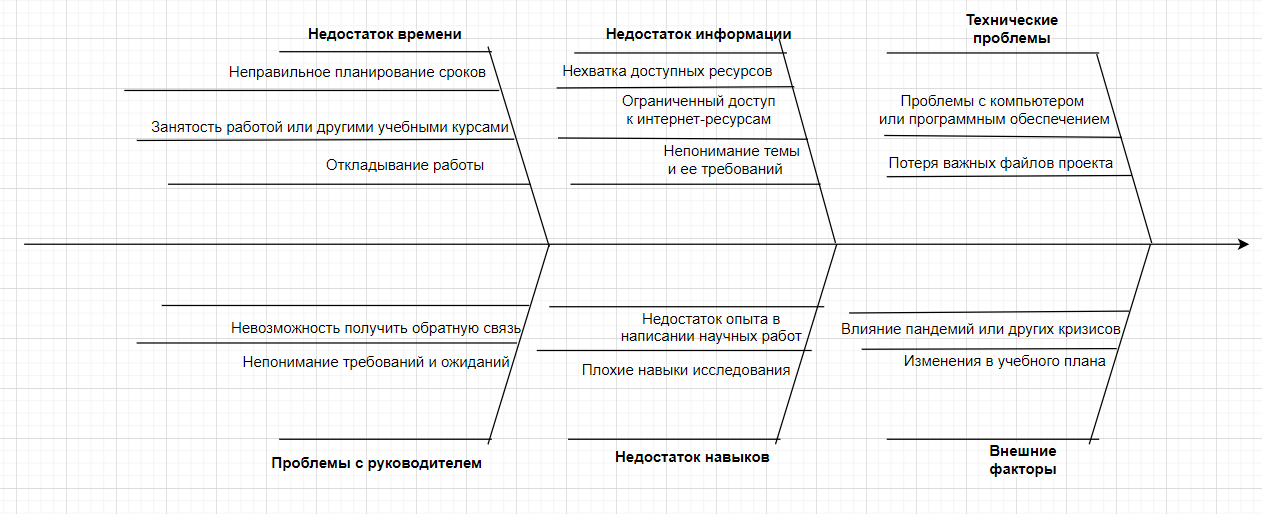 Недостаток времени
Неправильное планирование сроков
Занятость работой или другими учебными курсами
Откладывание работы
Недостаток информации
Нехватка доступных ресурсов
Ограниченный доступ
к интернет-ресурсам
Непонимание темы
и ее требований
Технические
проблемы
Проблемы с компьютером
или программным обеспечением
Потеря важных файлов проекта
Невозможность получить обратную связь
Непонимание требований и ожиданий
Проблемы с руководителем
Недостаток опыта в
написании научных работ
Плохие навыки исследования
Недостаток навыков
Влияние пандемий или других кризисов
Изменения в учебного плана
Внешние
факторы